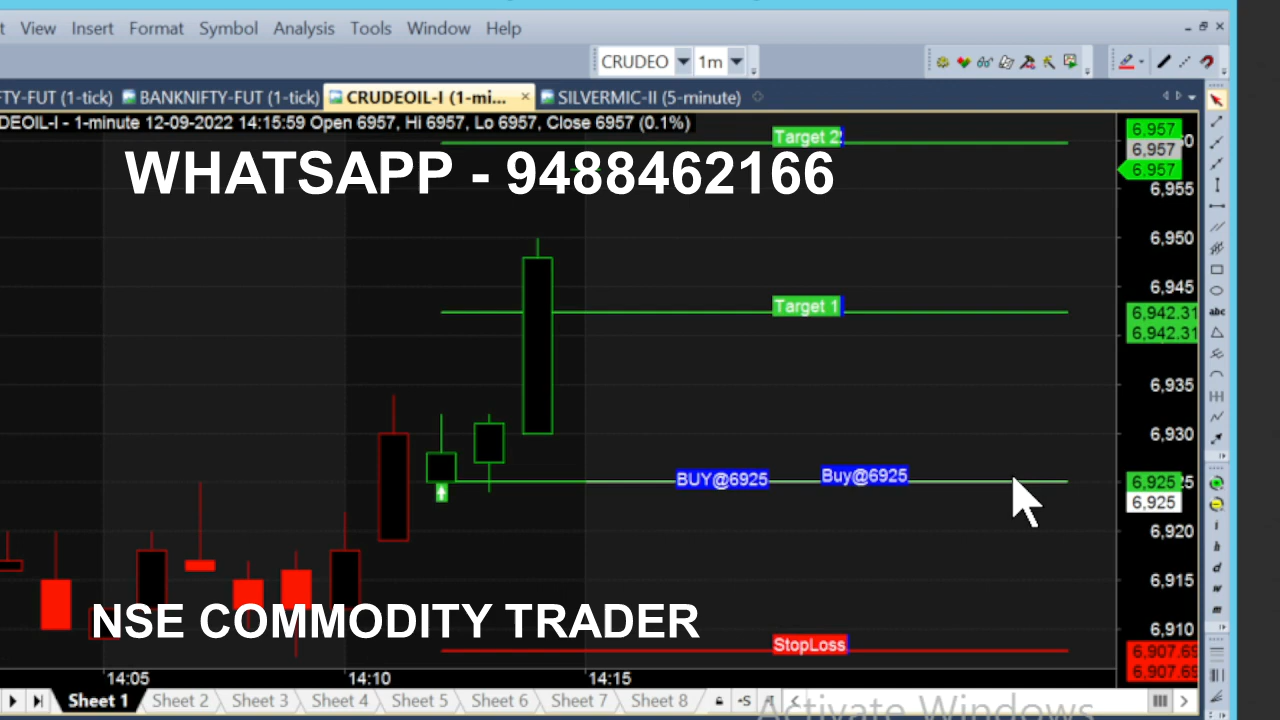 View Insert Format Symbol Analysis Tools Window Help
CRUDEO 1m
TY-FUT (1-tick) BANKNIFTY-FUT (1-tick) CRUDEOIL-I (1-mi... × SILVERMIC-II (5-minute)
DEOIL-I - 1-minute 12-09-2022 14:15:59 Open 6957, Hi 6957, Lo 6957, Close 6957 (0.1%)
6,957
Target 2
6,957
WHATSAPP - 9488462166
6,957
6,955
6,950
6,945
Target 1
6,942.31
6,942.31
abc
6,935
6,930
BUY@6925 Buy@6925
6,925
6,925
6,920
6,915
NSE COMMODITY TRADER
6,910
StopLoss
6,907.69
6,907.69
14:05 14:10 14:15
Sheet 1 Sheet 2 Sheet 3 Sheet 4 Sheet 5 Sheet 6 Sheet 7 Sheet 8
Activate Windows